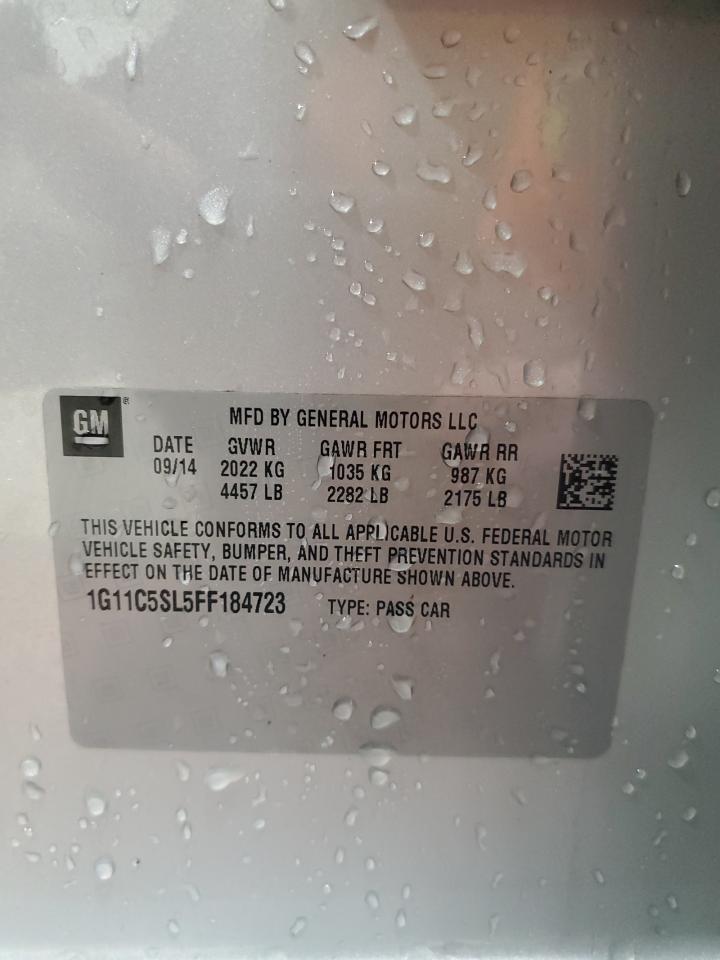 GM ®
MFD BY GENERAL MOTORS LLC
DATE GVWR GAWR FRT GAWR RR
09/14 2022 KG 1035 KG 987 KG
4457 LB 2282 LB 2175 LB
THIS VEHICLE CONFORMS TO ALL APPLICABLE U.S. FEDERAL MOTOR
VEHICLE SAFETY, BUMPER, AND THEFT PREVENTION STANDARDS IN
EFFECT ON THE DATE OF MANUFACTURE SHOWN ABOVE.
1G11C5SL5FF184723 TYPE: PASS CAR